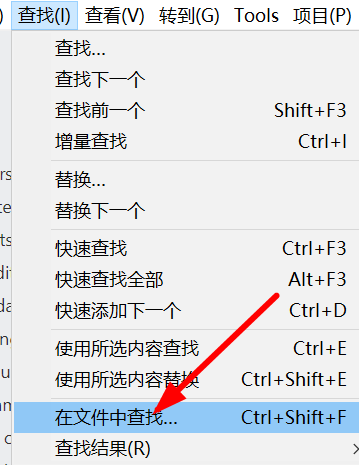 ) 查找(I) 查看(V) 转到(G) Tools 项目(P)
查找...
查找下一个
查找前一个 Shift+F3
增量查找 Ctrl+I
替换...
替换下一个
快速查找 Ctrl+F3
快速查找全部 Alt+F3
快速添加下一个 Ctrl+D
使用所选内容查找 Ctrl+E
使用所选内容替换 Ctrl+Shift+E
在文件中查找... Ctrl+Shift+F
查找结果(R)